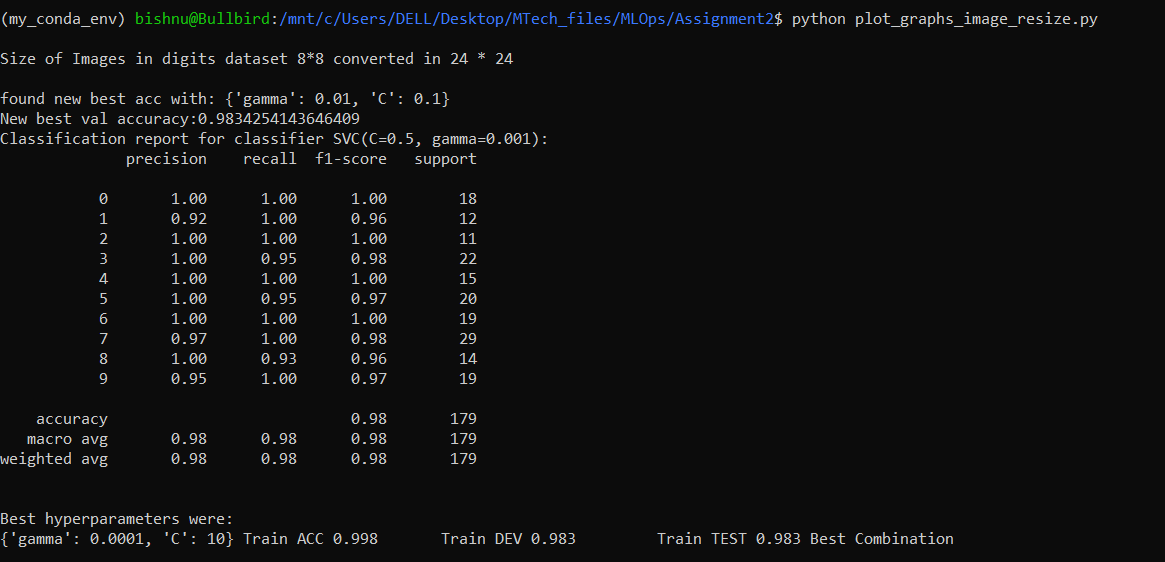 (my_conda_env) bishnu@Bullbird:/mnt/c/Users/DELL/Desktop/MTech_files/MLOps/Assignment2$ python plot_graphs_image_resize.py
Size of Images in digits dataset 8*8 converted in 24 * 24
found new best acc with: {'gamma': 0.01, 'C': 0.1}
New best val accuracy:0.9834254143646409
Classification report for classifier SVC(C=0.5, gamma=0.001):
precision recall f1-score support
0 1.00 1.00 1.00 18
1 0.92 1.00 0.96 12
2 1.00 1.00 1.00 11
3 1.00 0.95 0.98 22
4 1.00 1.00 1.00 15
5 1.00 0.95 0.97 20
6 1.00 1.00 1.00 19
7 0.97 1.00 0.98 29
8 1.00 0.93 0.96 14
9 0.95 1.00 0.97 19
accuracy 0.98 179
macro avg 0.98 0.98 0.98 179
weighted avg 0.98 0.98 0.98 179
Best hyperparameters were:
{'gamma': 0.0001, 'C': 10} Train ACC 0.998 Train DEV 0.983 Train TEST 0.983 Best Combination